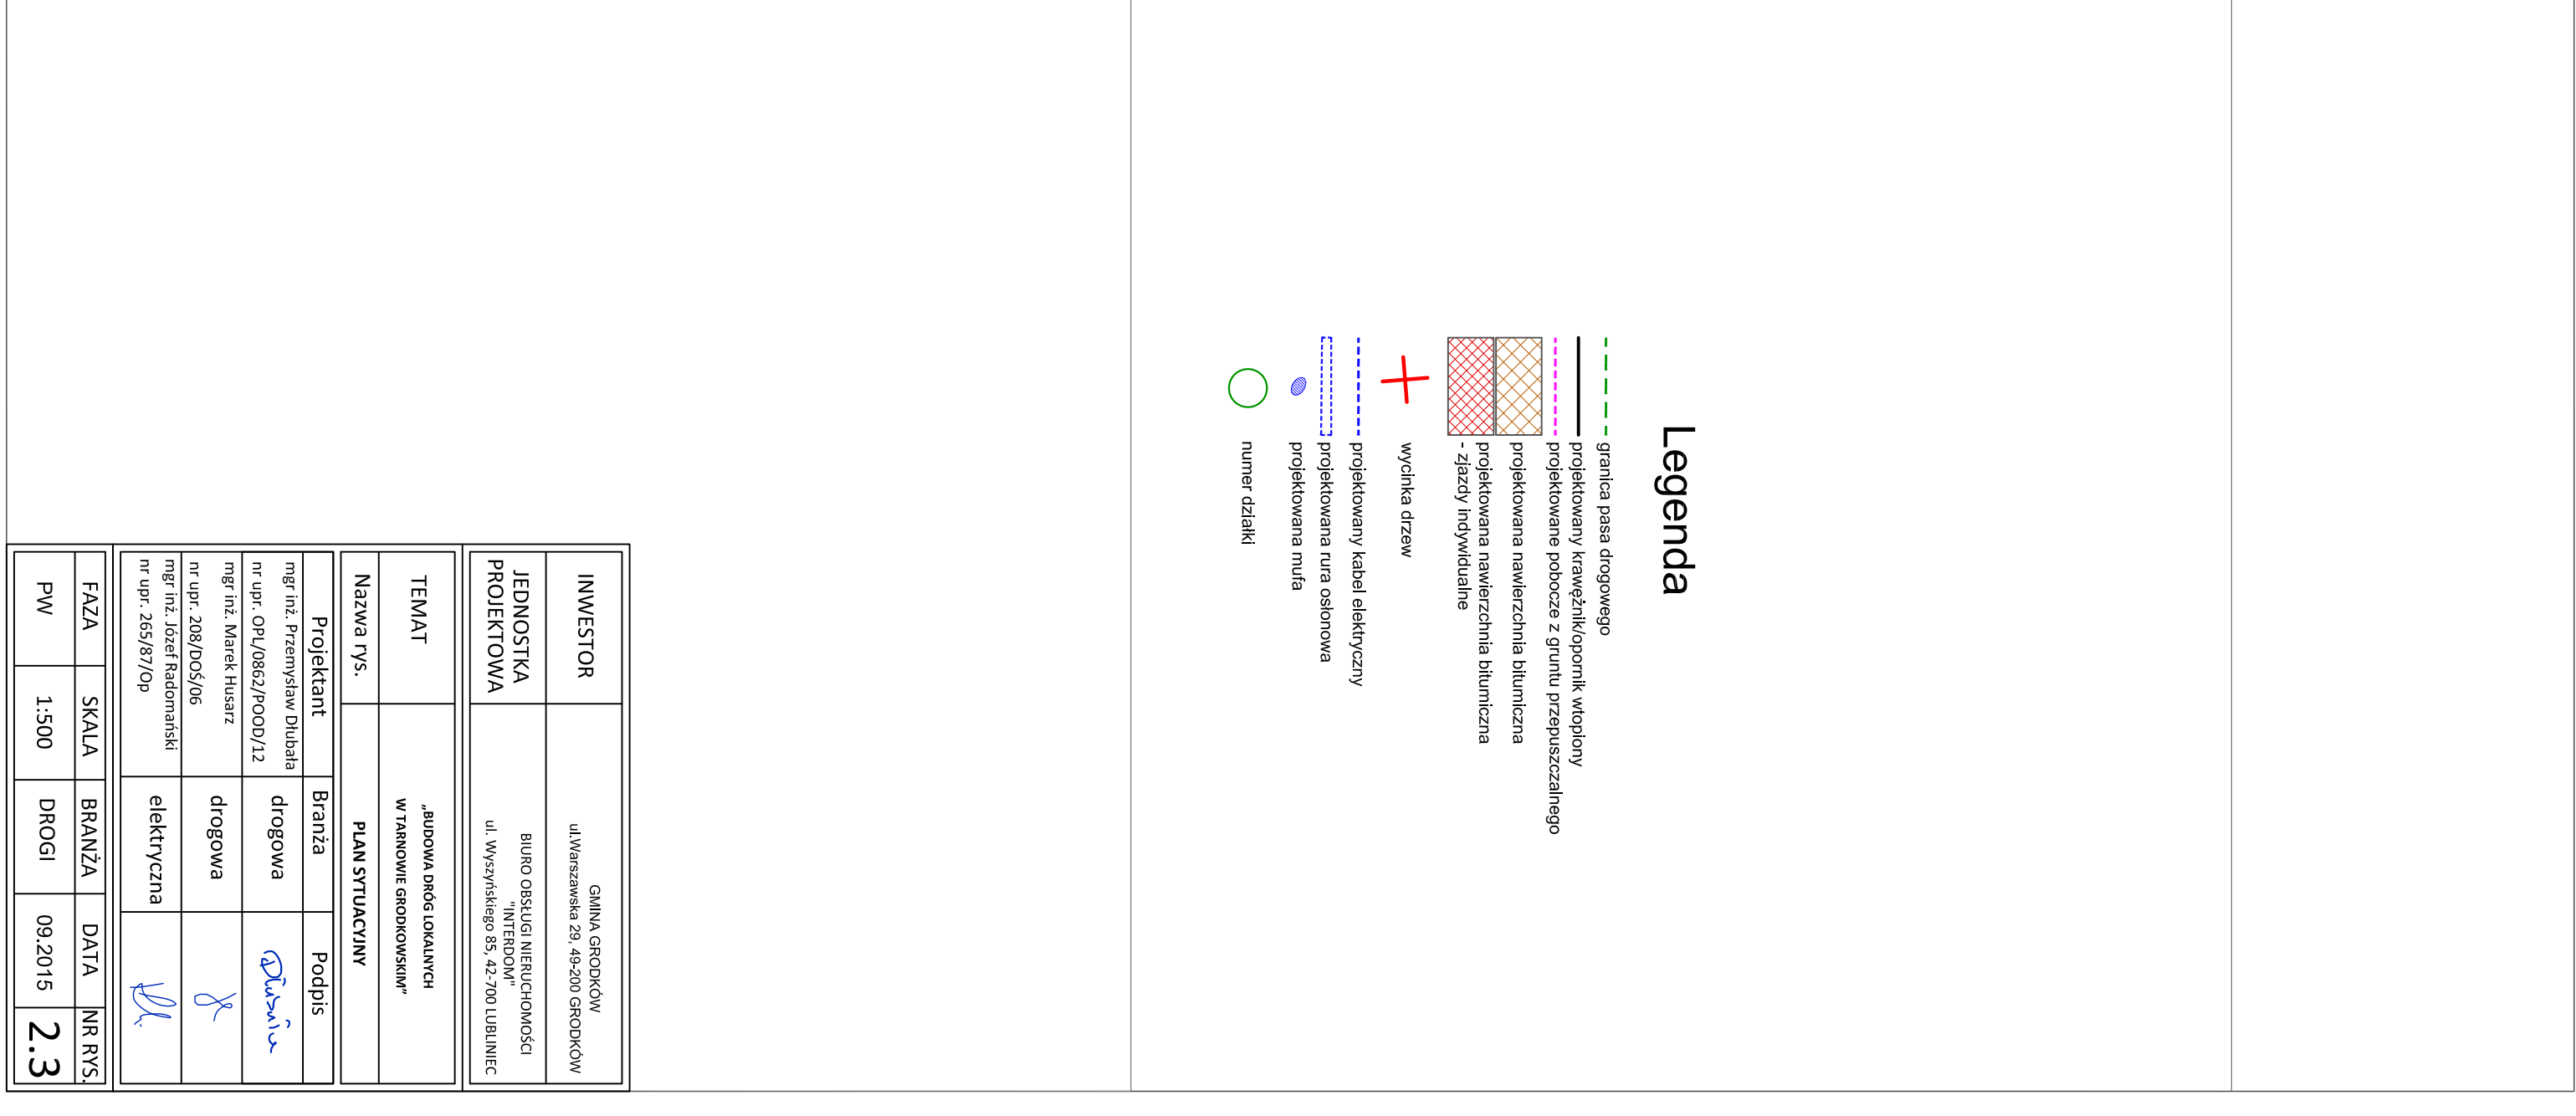 Legenda
granica pasa drogowego
projektowany krawężnik/opornik wtopiony
projektowane pobocze z gruntu przepuszczalnego
projektowana nawierzchnia bitumiczna
projektowana nawierzchnia bitumiczna
- zjazdy indywidualne
wycinka drzew
projektowany kabel elektryczny
projektowana rura osłonowa
projektowana mufa
numer działki
INWESTOR
GMINA GRODKÓW
ul.Warszawska 29, 49-200 GRODKÓW
JEDNOSTKA
PROJEKTOWA
BIURO OBSŁUGI NIERUCHOMOŚCI
"INTERDOM"
ul. Wyszyńskiego 85, 42-700 LUBLINIEC
TEMAT
„BUDOWA DRÓG LOKALNYCH
W TARNOWIE GRODKOWSKIM”
Nazwa rys.
PLAN SYTUACYJNY
Projektant Branża Podpis
mgr inż. Przemysław Dłubała
nr upr. OPL/0862/POOD/12
drogowa
mgr inż. Marek Husarz
nr upr. 208/DOŚ/06
drogowa
mgr inż. Józef Radomański
nr upr. 265/87/Op
elektryczna
FAZA SKALA BRANŻA DATA NR RYS.
PW 1:500 DROGI 09.2015 2.3